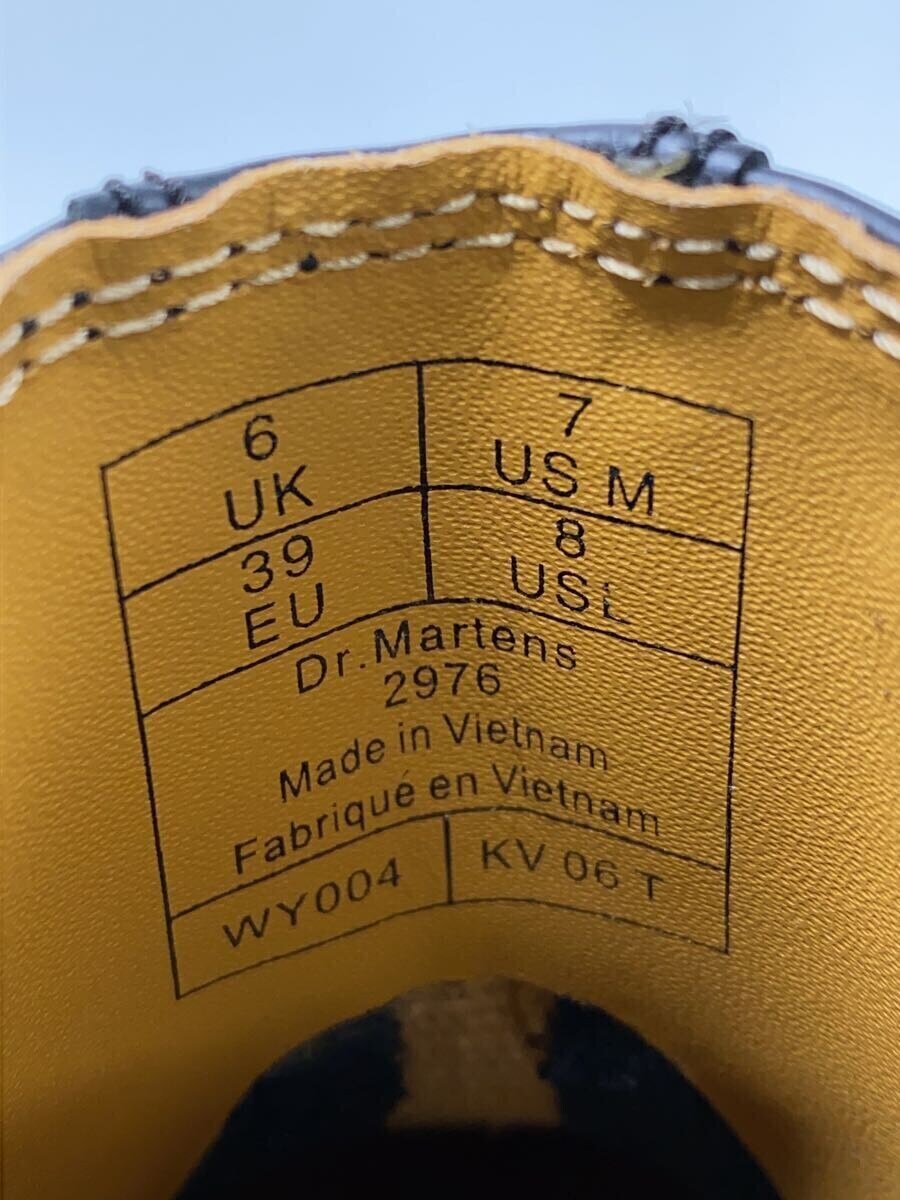 6
UK
7
US M
39
EU
8
USL
Dr.Martens
2976
Made in Vietnam
Fabriqué en Vietnam
WY004
KV 06 T